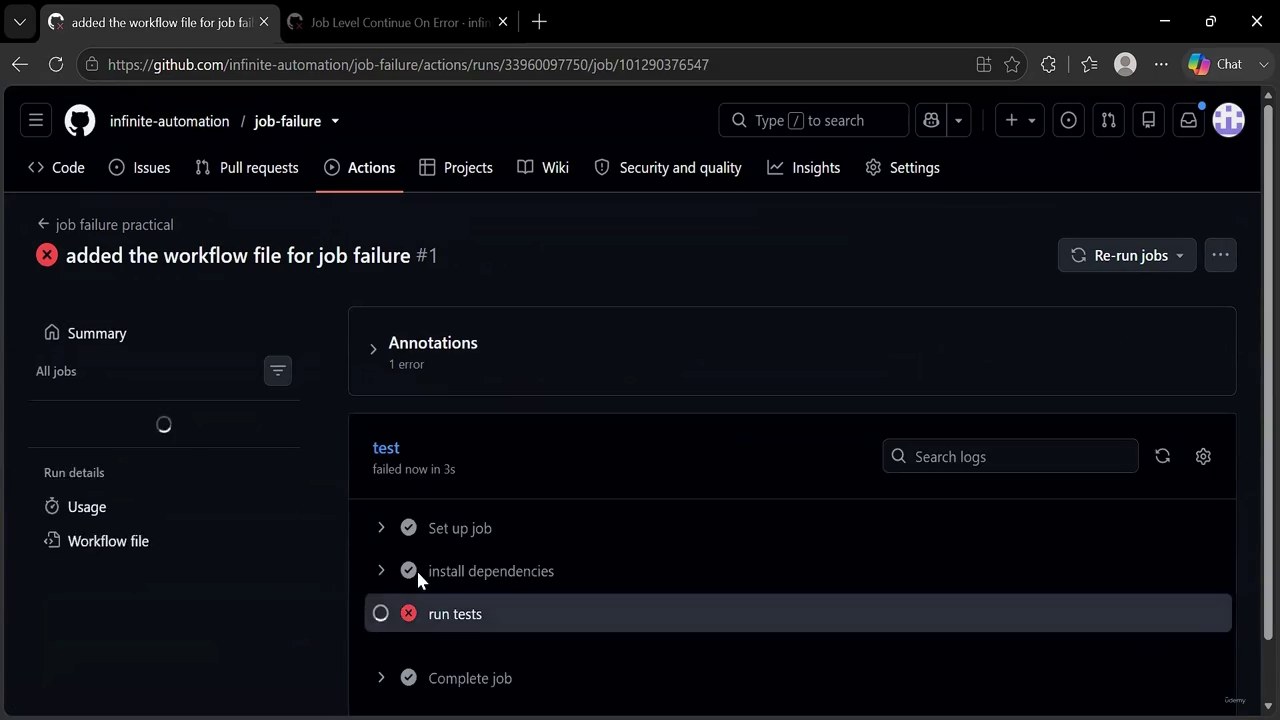 added the workflow file for job fail
Job Level Continue On Error · infin
https://github.com/infinite-automation/job-failure/actions/runs/33960097750/job/101290376547
Chat
infinite-automation / job-failure
Type / to search
Code
Issues
Pull requests
Actions
Projects
Wiki
Security and quality
Insights
Settings
job failure practical
added the workflow file for job failure #1
Re-run jobs
Summary
All jobs
Run details
Usage
Workflow file
Annotations
1 error
test
failed now in 3s
Search logs
Set up job
install dependencies
run tests
Complete job
ûdemy